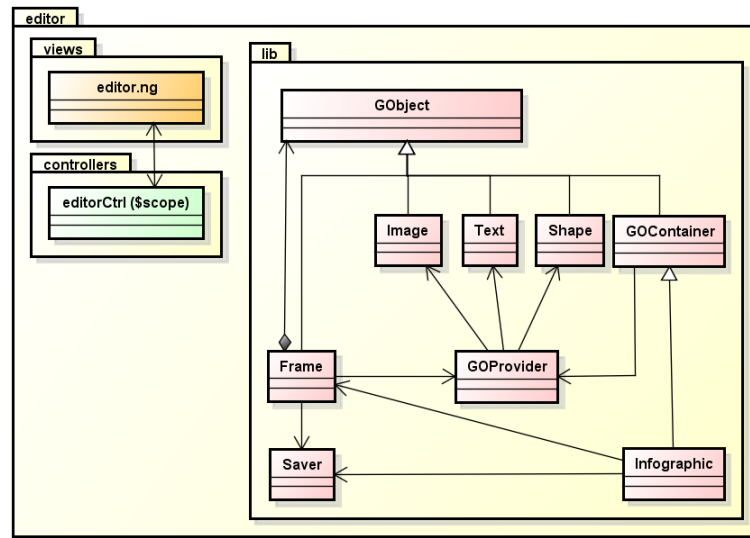 editor
views
editor.ng
controllers
editorCtrl ($scope)
lib
GObject
Image
Text
Shape
GOContainer
Frame
GOProvider
Saver
Infographic